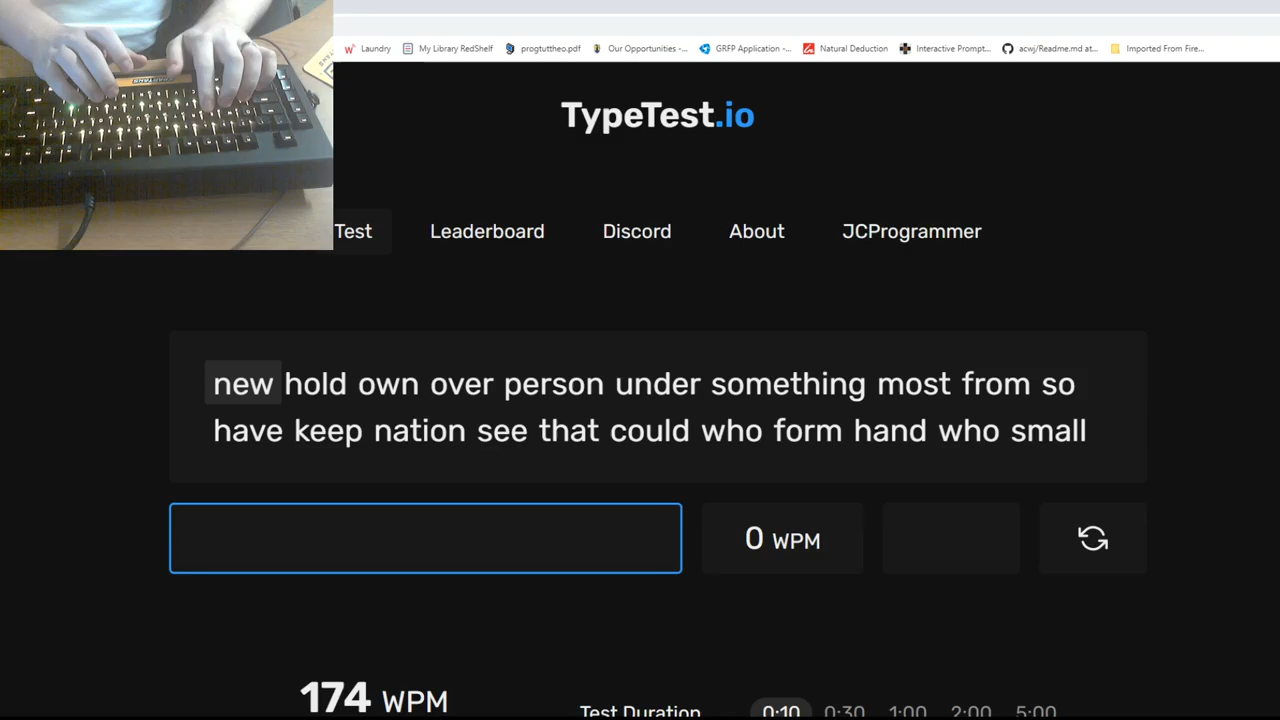 Laundry My Library RedShelf progtuttheo.pdf Our Opportunities -... GRFP Application -... Natural Deduction Interactive Prompt... acwj/Readme.md at... Imported From Fire...
TypeTest.io
Test Leaderboard Discord About JCProgrammer
new hold own over person under something most from so
have keep nation see that could who form hand who small
0 WPM
174 WPM
Test Duration 0:10 0:30 1:00 2:00 5:00